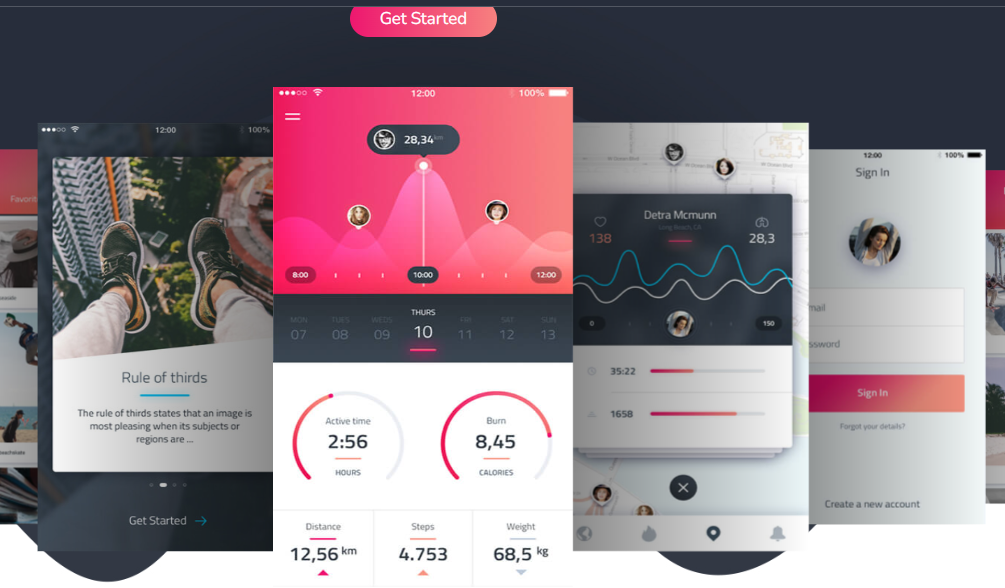 Get Started
12:00
100%
Rule of thirds
The rule of thirds states that an image is
most pleasing when its subjects or
regions are ...
Get Started
12:00
100%
28,34 km
8:00
10:00
12:00
MON
TUES
WEDS
THURS
FRI
SAT
SUN
07
08
09
10
11
12
13
Active time
2:56
HOURS
Burn
8,45
CALORIES
Distance
12,56 km
Steps
4.753
Weight
68,5 kg
Detra Mcmunn
Long Beach, CA
138
28,3
0
150
35:22
1658
12:00
100%
Sign In
Sign In
Forgot your details?
Create a new account